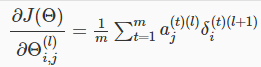 ∂J(Θ)/∂Θ_{i,j}^{(l)} = 1/m ∑_{t=1}^{m} a_j^{(t)(l)} δ_i^{(t)(l+1)}